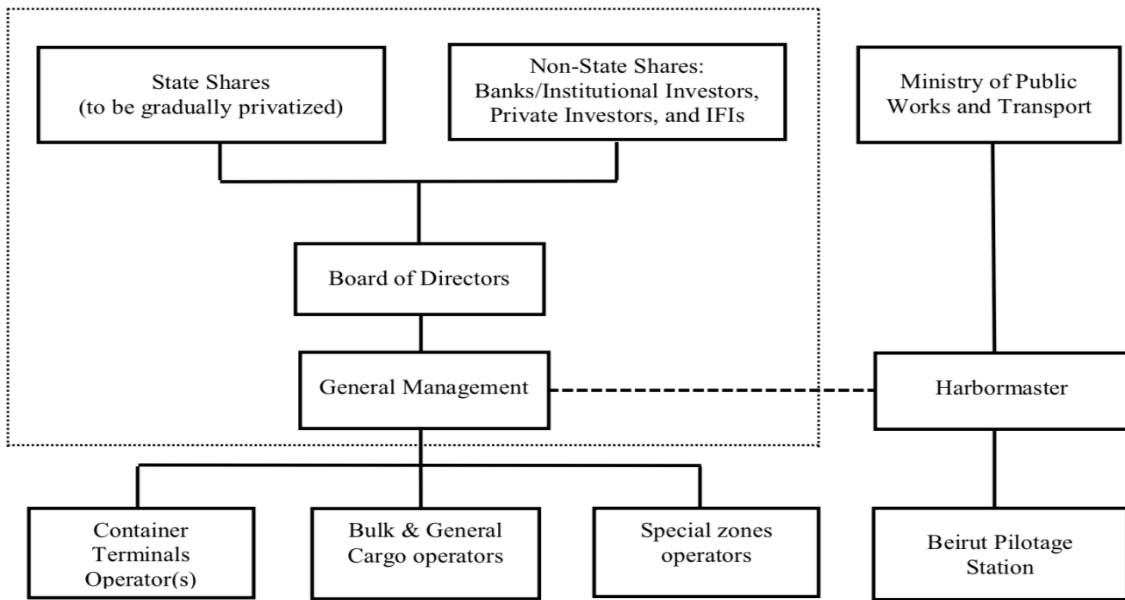 State Shares
(to be gradually privatized)
Non-State Shares:
Banks/Institutional Investors,
Private Investors, and IFIs
Ministry of Public
Works and Transport
Board of Directors
General Management
Harbormaster
Container
Terminals
Operator(s)
Bulk & General
Cargo operators
Special zones
operators
Beirut Pilotage
Station